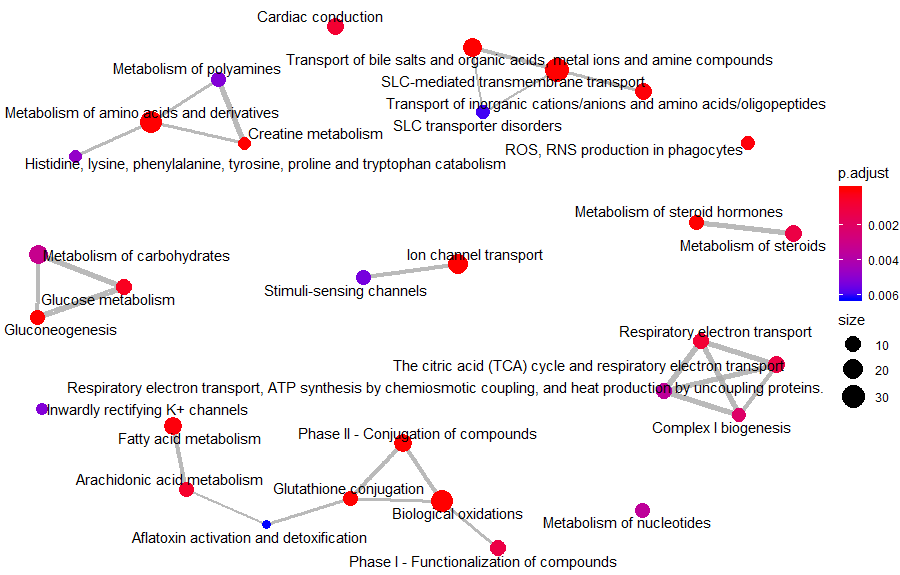 Cardiac conduction
Transport of bile salts and organic acids, metal ions and amine compounds
Metabolism of polyamines
SLC-mediated transmembrane transport
Transport of inorganic cations/anions and amino acids/oligopeptides
Metabolism of amino acids and derivatives
SLC transporter disorders
Creatine metabolism
ROS, RNS production in phagocytes
Histidine, lysine, phenylalanine, tyrosine, proline and tryptophan catabolism
p.adjust
0.002
0.004
0.006
Metabolism of steroid hormones
Metabolism of steroids
Metabolism of carbohydrates
Ion channel transport
Stimuli-sensing channels
Glucose metabolism
Gluconeogenesis
size
10
20
30
Respiratory electron transport
The citric acid (TCA) cycle and respiratory electron transport
Respiratory electron transport, ATP synthesis by chemiosmotic coupling, and heat production by uncoupling proteins.
Inwardly rectifying K+ channels
Complex I biogenesis
Fatty acid metabolism
Phase II - Conjugation of compounds
Arachidonic acid metabolism
Glutathione conjugation
Biological oxidations
Metabolism of nucleotides
Aflatoxin activation and detoxification
Phase I - Functionalization of compounds